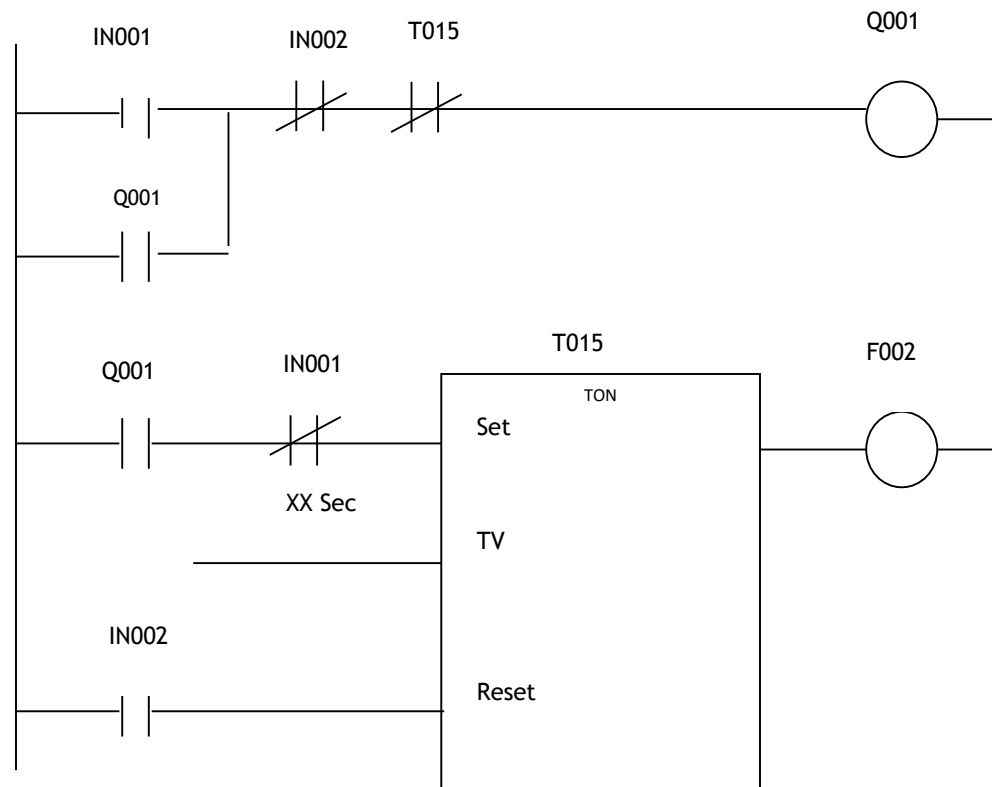 IN001
IN002
T015
Q001
Q001
T015
F002
Q001
IN001
TON
Set
XX Sec
TV
IN002
Reset